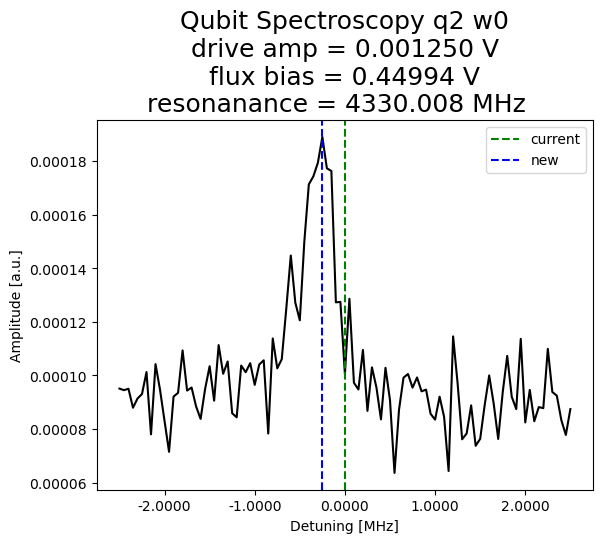 Qubit Spectroscopy q2 w0
drive amp = 0.001250 V
flux bias = 0.44994 V
resonanance = 4330.008 MHz
current
new
0.00018
0.00016
0.00014
0.00012
0.00010
0.00008
0.00006
Amplitude [a.u.]
-2.0000 -1.0000 0.0000 1.0000 2.0000
Detuning [MHz]